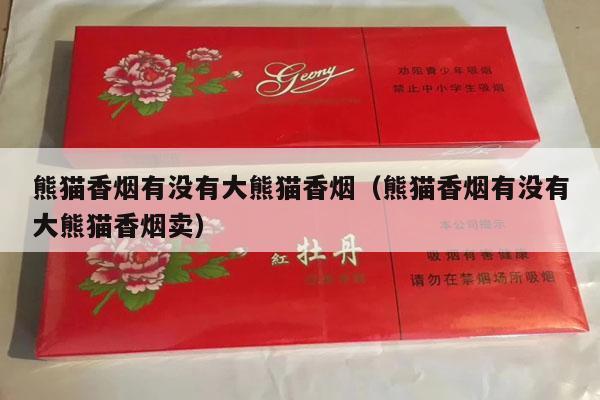 Geony
劝阻青少年吸烟
禁止中小学生吸烟
熊猫香烟有没有大熊猫香烟（熊猫香烟有没有
大熊猫香烟卖）
本公司提示
吸烟有害健康
请勿在禁烟场所吸烟
紅牡丹